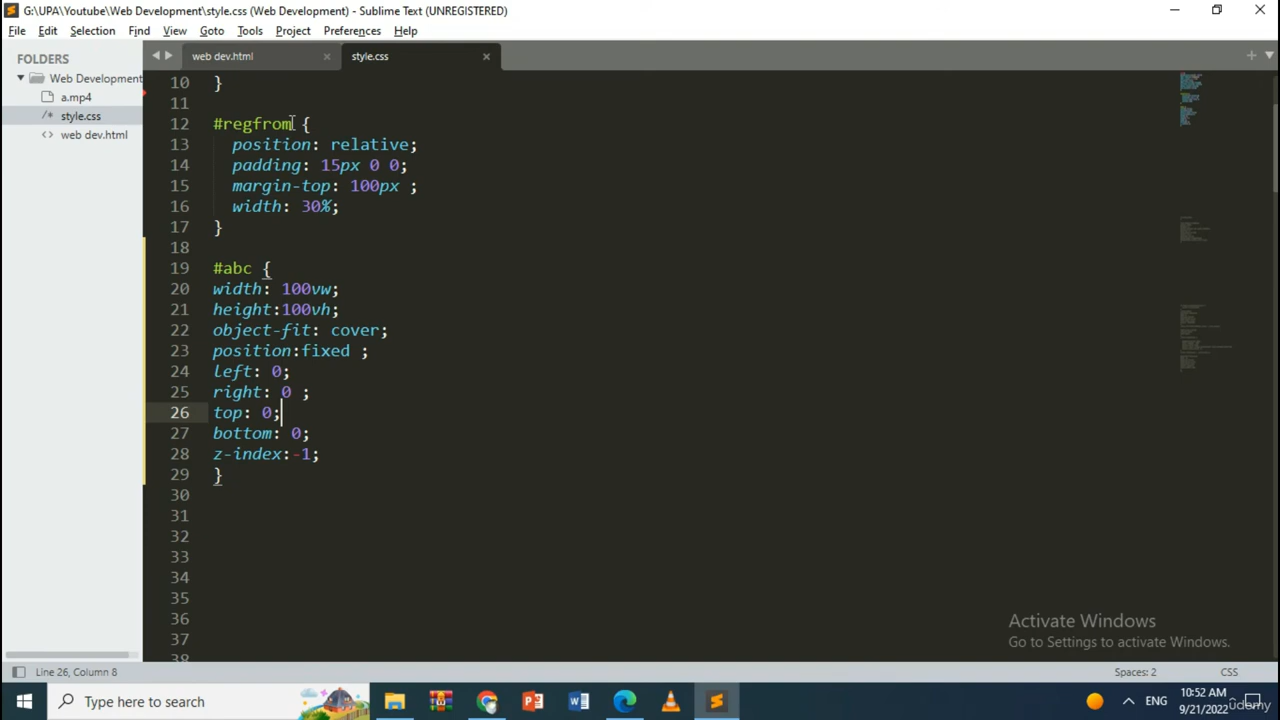 G:\UPA\Youtube\Web Development\style.css (Web Development) - Sublime Text (UNREGISTERED)
File Edit Selection Find View Goto Tools Project Preferences Help
FOLDERS
Web Development
a.mp4
/* style.css
<> web dev.html
web dev.html ×
style.css ×
10 }
11
12 #regfrom {
13 position: relative;
14 padding: 15px 0 0;
15 margin-top: 100px ;
16 width: 30%;
17 }
18
19 #abc {
20 width: 100vw;
21 height:100vh;
22 object-fit: cover;
23 position:fixed ;
24 left: 0;
25 right: 0 ;
26 top: 0;
27 bottom: 0;
28 z-index:-1;
29 }
30
31
32
33
34
35
36
37
38
Activate Windows
Go to Settings to activate Windows.
Line 26, Column 8 Spaces: 2 CSS
Type here to search ENG 10:52 AM
9/21/2022
ûdemy